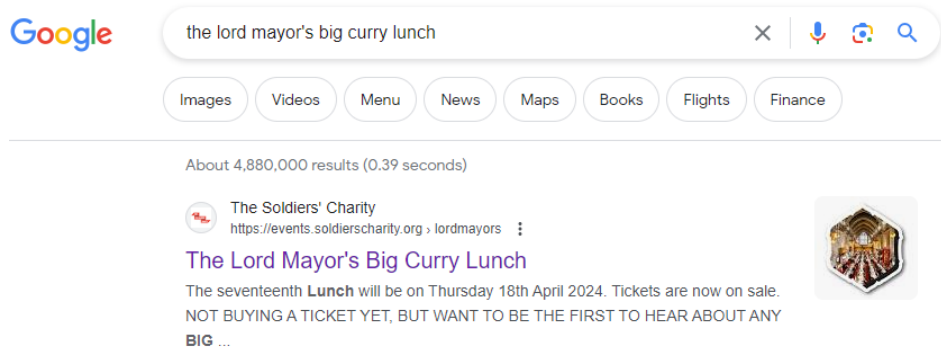 Google
the lord mayor's big curry lunch
Images Videos Menu News Maps Books Flights Finance
About 4,880,000 results (0.39 seconds)
The Soldiers' Charity
https://events.soldierscharity.org › lordmayors
The Lord Mayor's Big Curry Lunch
The seventeenth Lunch will be on Thursday 18th April 2024. Tickets are now on sale.
NOT BUYING A TICKET YET, BUT WANT TO BE THE FIRST TO HEAR ABOUT ANY
BIG ...